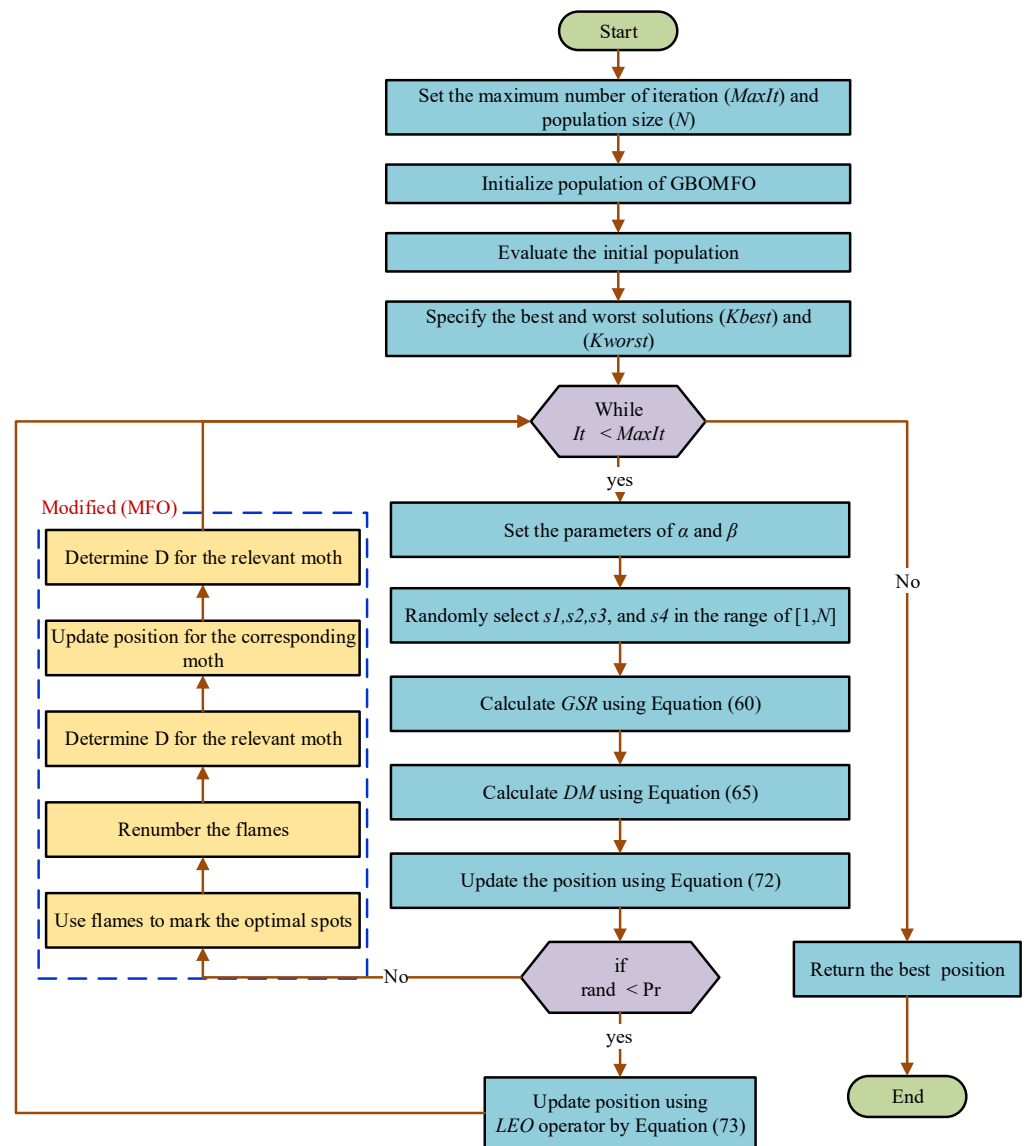 Start
Set the maximum number of iteration (MaxIt) and
population size (N)
Initialize population of GBOMFO
Evaluate the initial population
Specify the best and worst solutions (Kbest) and
(Kworst)
While
It < MaxIt
yes
No
Set the parameters of α and β
Randomly select s1,s2,s3, and s4 in the range of [1,N]
Calculate GSR using Equation (60)
Calculate DM using Equation (65)
Update the position using Equation (72)
if
rand < Pr
No
yes
Update position using
LEO operator by Equation (73)
Modified (MFO)
Determine D for the relevant moth
Update position for the corresponding
moth
Determine D for the relevant moth
Renumber the flames
Use flames to mark the optimal spots
Return the best position
End